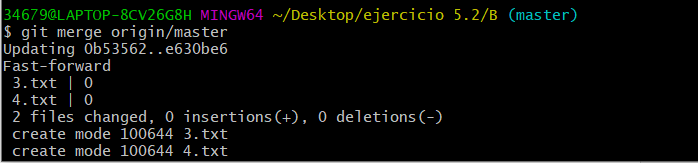 34679@LAPTOP-8CV26G8H MINGW64 ~/Desktop/ejercicio 5.2/B (master)
$ git merge origin/master
Updating 0b53562..e630be6
Fast-forward
 3.txt | 0
 4.txt | 0
 2 files changed, 0 insertions(+), 0 deletions(-)
 create mode 100644 3.txt
 create mode 100644 4.txt